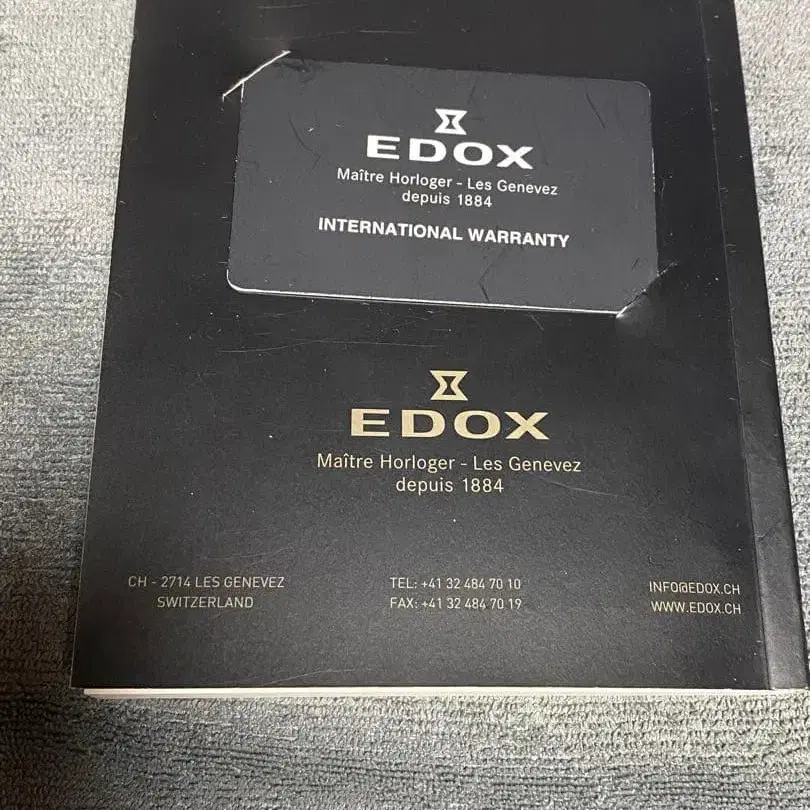 EDOX
Maître Horloger - Les Genevez
depuis 1884
INTERNATIONAL WARRANTY
EDOX
Maître Horloger - Les Genevez
depuis 1884
CH - 2714 LES GENEVEZ
SWITZERLAND
TEL: +41 32 484 70 10
FAX: +41 32 484 70 19
INFO@EDOX.CH
WWW.EDOX.CH